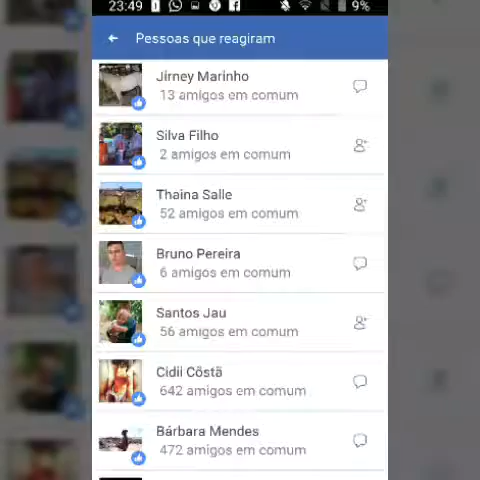 23:49 9%
Pessoas que reagiram
Jirney Marinho
13 amigos em comum
Silva Filho
2 amigos em comum
Thaina Salle
52 amigos em comum
Bruno Pereira
6 amigos em comum
Santos Jau
56 amigos em comum
Cidii Cõstã
642 amigos em comum
Bárbara Mendes
472 amigos em comum